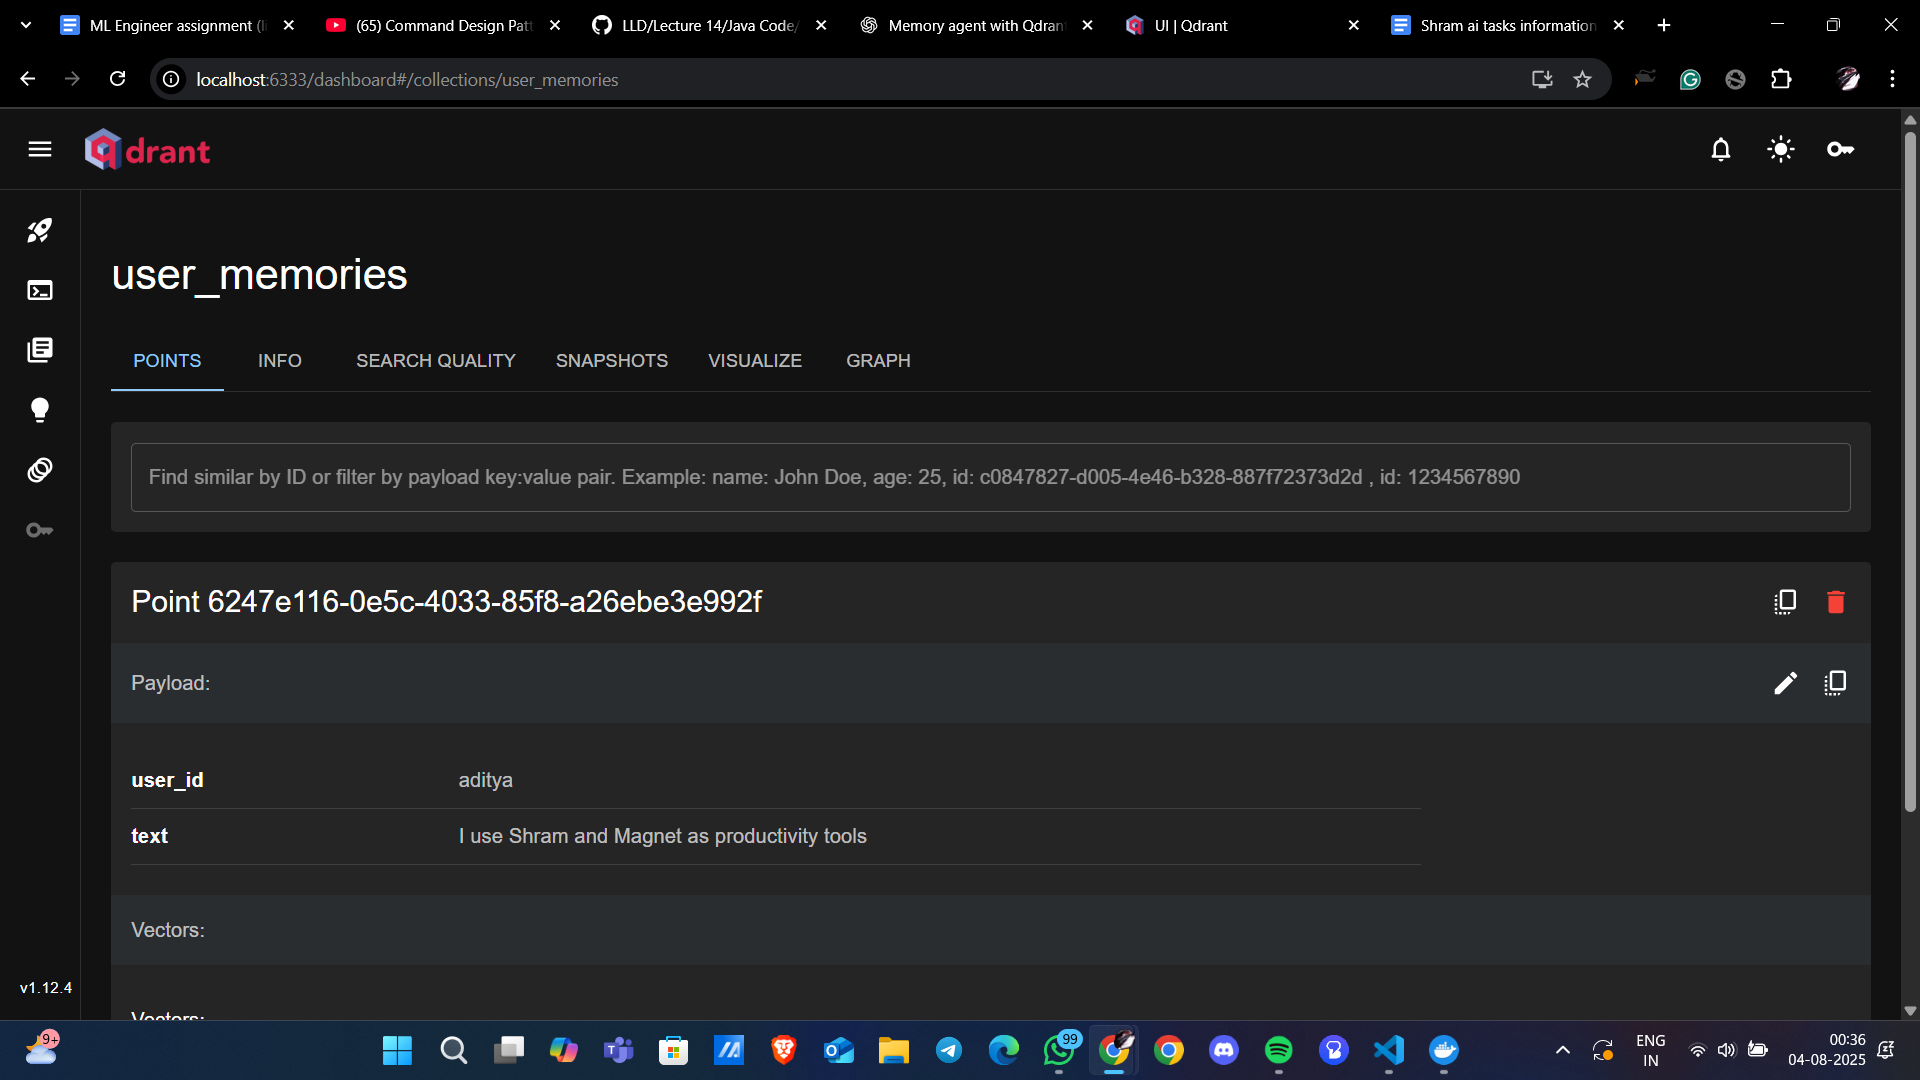 ML Engineer assignment (l
(65) Command Design Patt
LLD/Lecture 14/Java Code/
Memory agent with Qdrant
UI | Qdrant
Shram ai tasks information
localhost:6333/dashboard#/collections/user_memories
qdrant
user_memories
POINTS
INFO
SEARCH QUALITY
SNAPSHOTS
VISUALIZE
GRAPH
Find similar by ID or filter by payload key:value pair. Example: name: John Doe, age: 25, id: c0847827-d005-4e46-b328-887f72373d2d , id: 1234567890
Point 6247e116-0e5c-4033-85f8-a26ebe3e992f
Payload:
user_id aditya
text I use Shram and Magnet as productivity tools
Vectors:
v1.12.4
Vectors:
9+
99
ENG
IN
00:36
04-08-2025